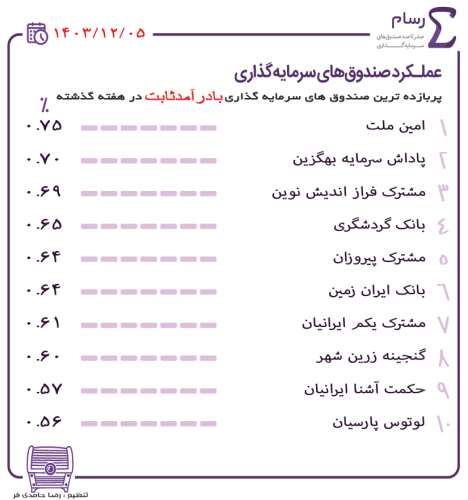 رسام
صفر تا صد صندوق‌های
سرمایه‌گذاری
۱۴۰۳/۱۲/۰۵
عملکرد صندوق‌های سرمایه‌گذاری
پربازده ترین صندوق های سرمایه گذاری بادرآمدثابت در هفته گذشته
٪
۱ امین ملت ۰.۷۵
۲ پاداش سرمایه بهگزین ۰.۷۰
۳ مشترک فراز اندیش نوین ۰.۶۹
۴ بانک گردشگری ۰.۶۵
۵ مشترک پیروزان ۰.۶۴
۶ بانک ایران زمین ۰.۶۴
۷ مشترک یکم ایرانیان ۰.۶۱
۸ گنجینه زرین شهر ۰.۶۰
۹ حکمت آشنا ایرانیان ۰.۵۷
۱۰ لوتوس پارسیان ۰.۵۶
تنظیم : رضا حامدی فر